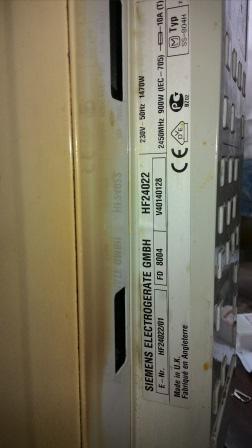 SIEMENS ELECTROGERÄTE GMBH HF24022
E-Nr. HF24022/01 FD 8004 V40140128
Made in U.K.
Fabriqué en Angleterre
230V~50Hz 1470W
2450MHz 900W (IEC-705) 10A (T)
Typ
CE